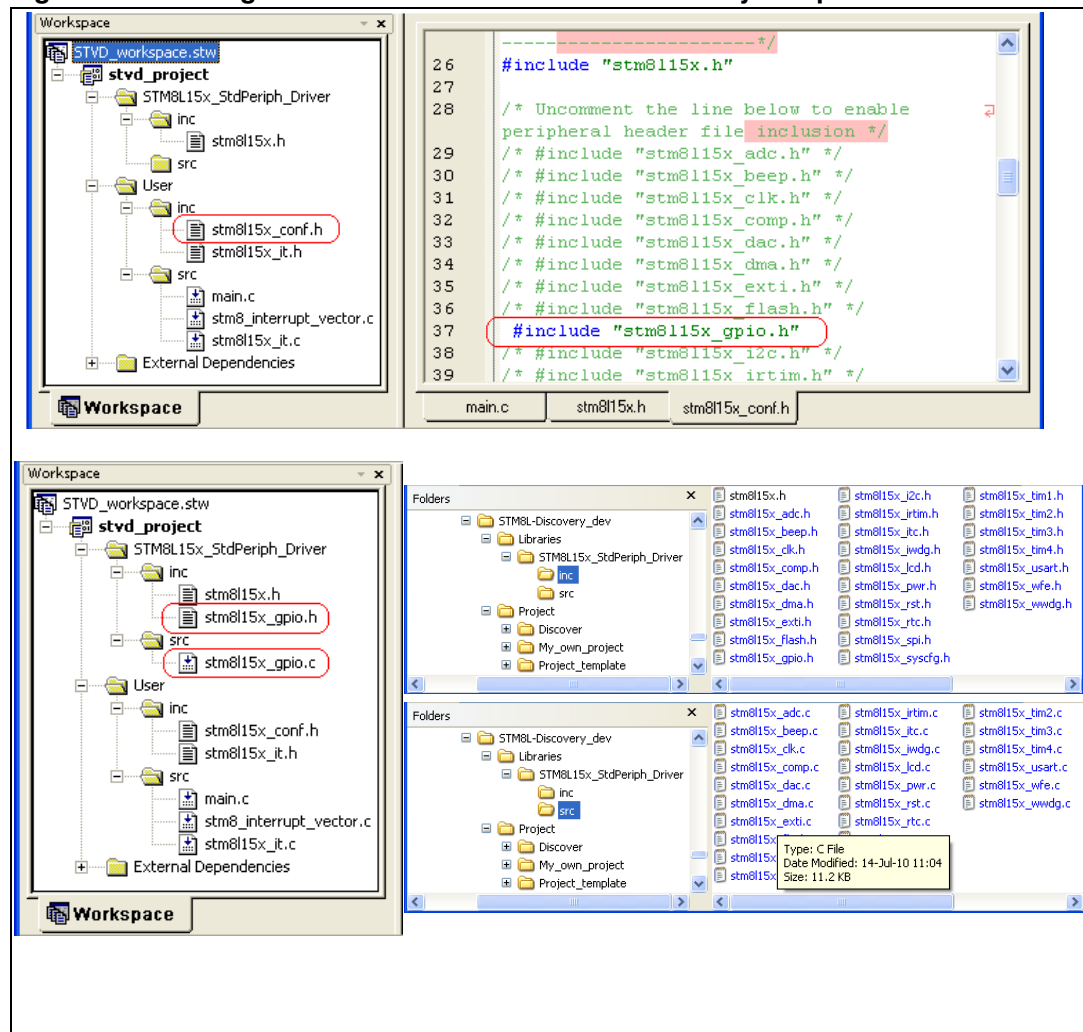 Workspace
STVD_workspace.stw
stvd_project
STM8L15x_StdPeriph_Driver
inc
stm8l15x.h
src
User
inc
stm8l15x_conf.h
stm8l15x_it.h
src
main.c
stm8_interrupt_vector.c
stm8l15x_it.c
External Dependencies
Workspace
-----------------------*/
26 #include "stm8l15x.h"
27
28 /* Uncomment the line below to enable
peripheral header file inclusion */
29 /* #include "stm8l15x_adc.h" */
30 /* #include "stm8l15x_beep.h" */
31 /* #include "stm8l15x_clk.h" */
32 /* #include "stm8l15x_comp.h" */
33 /* #include "stm8l15x_dac.h" */
34 /* #include "stm8l15x_dma.h" */
35 /* #include "stm8l15x_exti.h" */
36 /* #include "stm8l15x_flash.h" */
37 #include "stm8l15x_gpio.h"
38 /* #include "stm8l15x_i2c.h" */
39 /* #include "stm8l15x_irtim.h" */
main.c stm8l15x.h stm8l15x_conf.h
Workspace
STVD_workspace.stw
stvd_project
STM8L15x_StdPeriph_Driver
inc
stm8l15x.h
stm8l15x_gpio.h
src
stm8l15x_gpio.c
User
inc
stm8l15x_conf.h
stm8l15x_it.h
src
main.c
stm8_interrupt_vector.c
stm8l15x_it.c
External Dependencies
Workspace
Folders
STM8L-Discovery_dev
Libraries
STM8L15x_StdPeriph_Driver
inc
src
Project
Discover
My_own_project
Project_template
stm8l15x.h stm8l15x_i2c.h stm8l15x_tim1.h
stm8l15x_adc.h stm8l15x_irtim.h stm8l15x_tim2.h
stm8l15x_beep.h stm8l15x_itc.h stm8l15x_tim3.h
stm8l15x_clk.h stm8l15x_iwdg.h stm8l15x_tim4.h
stm8l15x_comp.h stm8l15x_lcd.h stm8l15x_usart.h
stm8l15x_dac.h stm8l15x_pwr.h stm8l15x_wfe.h
stm8l15x_dma.h stm8l15x_rst.h stm8l15x_wwdg.h
stm8l15x_exti.h stm8l15x_rtc.h
stm8l15x_flash.h stm8l15x_spi.h
stm8l15x_gpio.h stm8l15x_syscfg.h
Folders
STM8L-Discovery_dev
Libraries
STM8L15x_StdPeriph_Driver
inc
src
Project
Discover
My_own_project
Project_template
stm8l15x_adc.c stm8l15x_irtim.c stm8l15x_tim2.c
stm8l15x_beep.c stm8l15x_itc.c stm8l15x_tim3.c
stm8l15x_clk.c stm8l15x_iwdg.c stm8l15x_tim4.c
stm8l15x_comp.c stm8l15x_lcd.c stm8l15x_usart.c
stm8l15x_dac.c stm8l15x_pwr.c stm8l15x_wfe.c
stm8l15x_dma.c stm8l15x_rst.c stm8l15x_wwdg.c
stm8l15x_exti.c stm8l15x_rtc.c
stm8l15x
stm8l15x
Type: C File
Date Modified: 14-Jul-10 11:04
Size: 11.2 KB